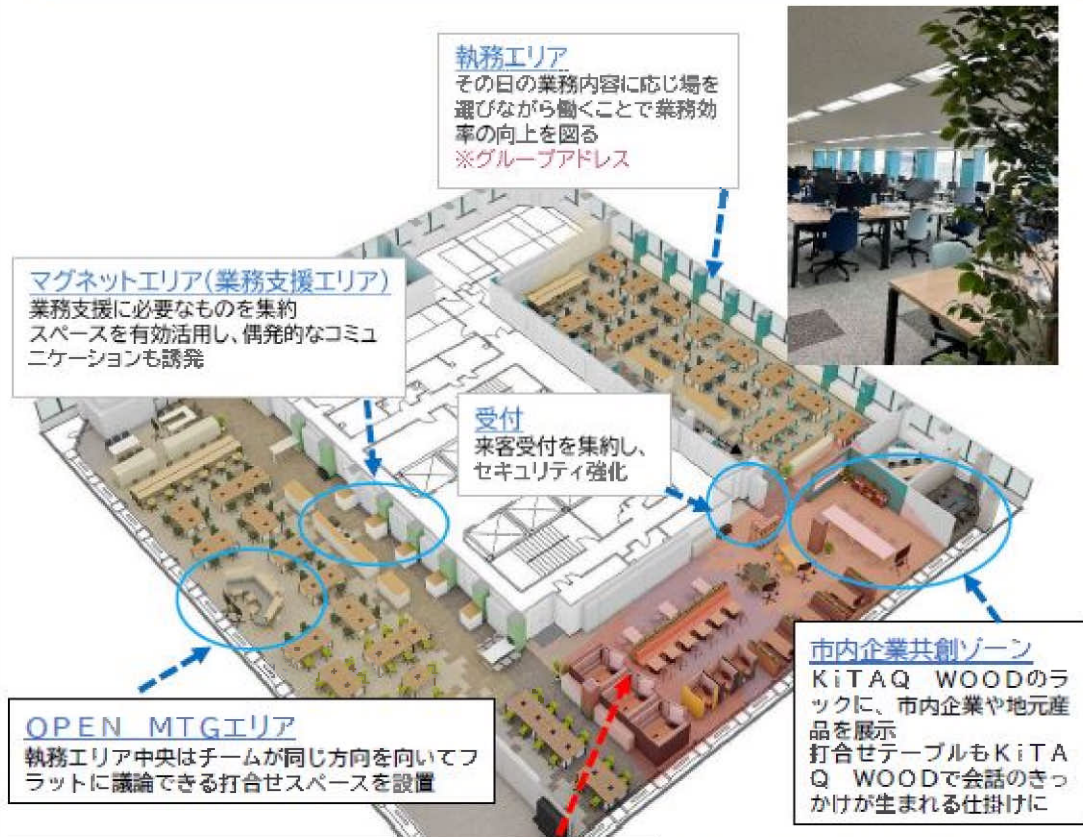 執務エリア
その日の業務内容に応じ場を
選びながら働くことで業務効
率の向上を図る
※グループアドレス
マグネットエリア(業務支援エリア)
業務支援に必要なものを集約
スペースを有効活用し、偶発的なコミュ
ニケーションも誘発
受付
来客受付を集約し、
セキュリティ強化
OPEN MTGエリア
執務エリア中央はチームが同じ方向を向いてフ
ラットに議論できる打合せスペースを設置
市内企業共創ゾーン
KiTAQ WOODのラ
ックに、市内企業や地元産
品を展示
打合せテーブルもKiTA
Q WOODで会話のきっ
かけが生まれる仕掛けに